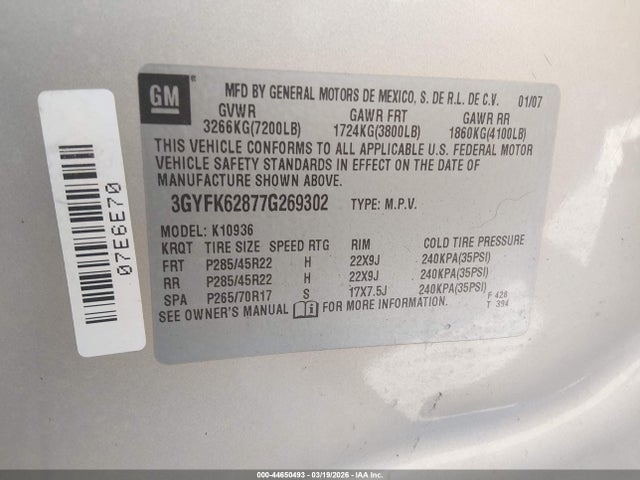 GM ®
MFD BY GENERAL MOTORS DE MEXICO, S. DE R.L. DE C.V. 01/07
GVWR GAWR FRT GAWR RR
3266KG(7200LB) 1724KG(3800LB) 1860KG(4100LB)
THIS VEHICLE CONFORMS TO ALL APPLICABLE U.S. FEDERAL MOTOR
VEHICLE SAFETY STANDARDS IN EFFECT ON THE DATE OF
MANUFACTURE SHOWN ABOVE.
3GYFK62877G269302 TYPE: M.P.V.
MODEL: K10936
KRQT TIRE SIZE SPEED RTG RIM COLD TIRE PRESSURE
FRT P285/45R22 H 22X9J 240KPA(35PSI)
RR P285/45R22 H 22X9J 240KPA(35PSI)
SPA P265/70R17 S 17X7.5J 240KPA(35PSI)
SEE OWNER'S MANUAL FOR MORE INFORMATION.
F 428
T 394
07E6E70
000-44650493 - 03/19/2026 - IAA Inc.